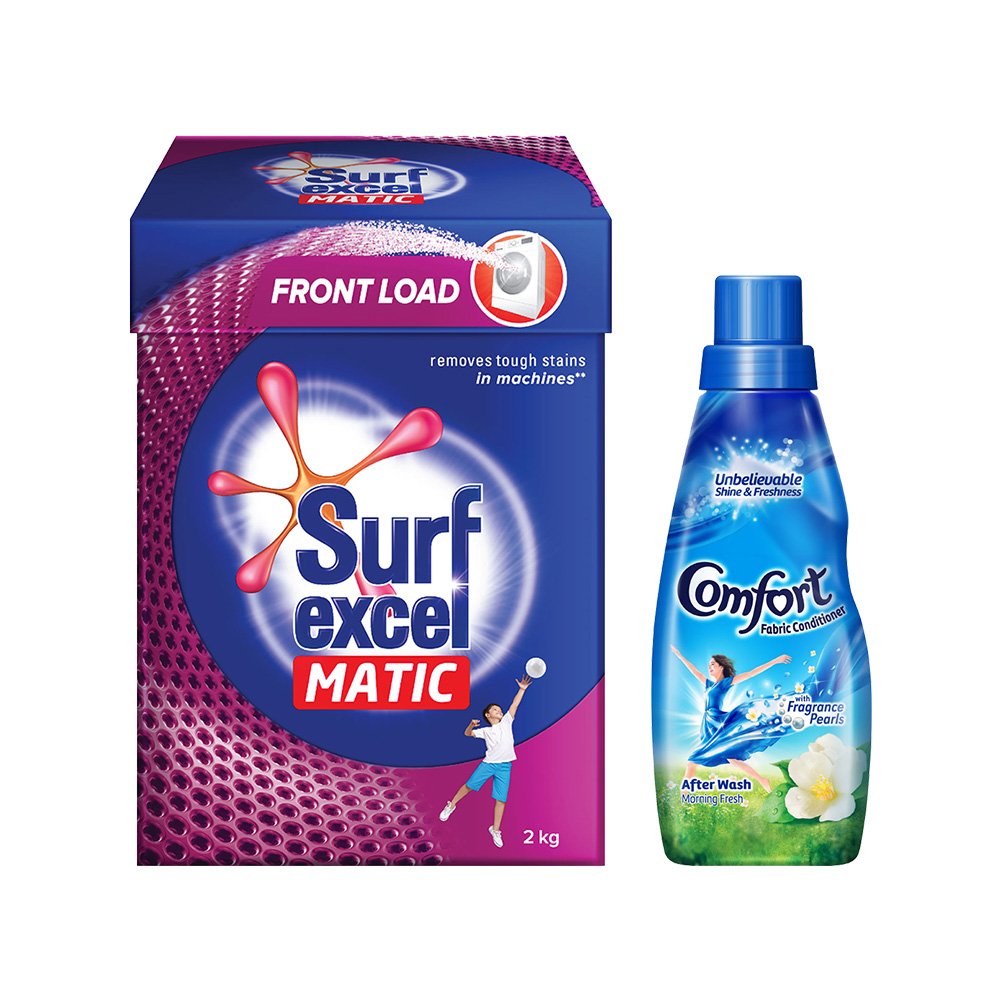 Surf
excel
MATIC
FRONT LOAD
removes tough stains
in machines**
Surf
excel
MATIC
2 kg
Unbelievable
Shine & Freshness
Comfort
Fabric Conditioner
with
Fragrance
Pearls
After Wash
Morning Fresh